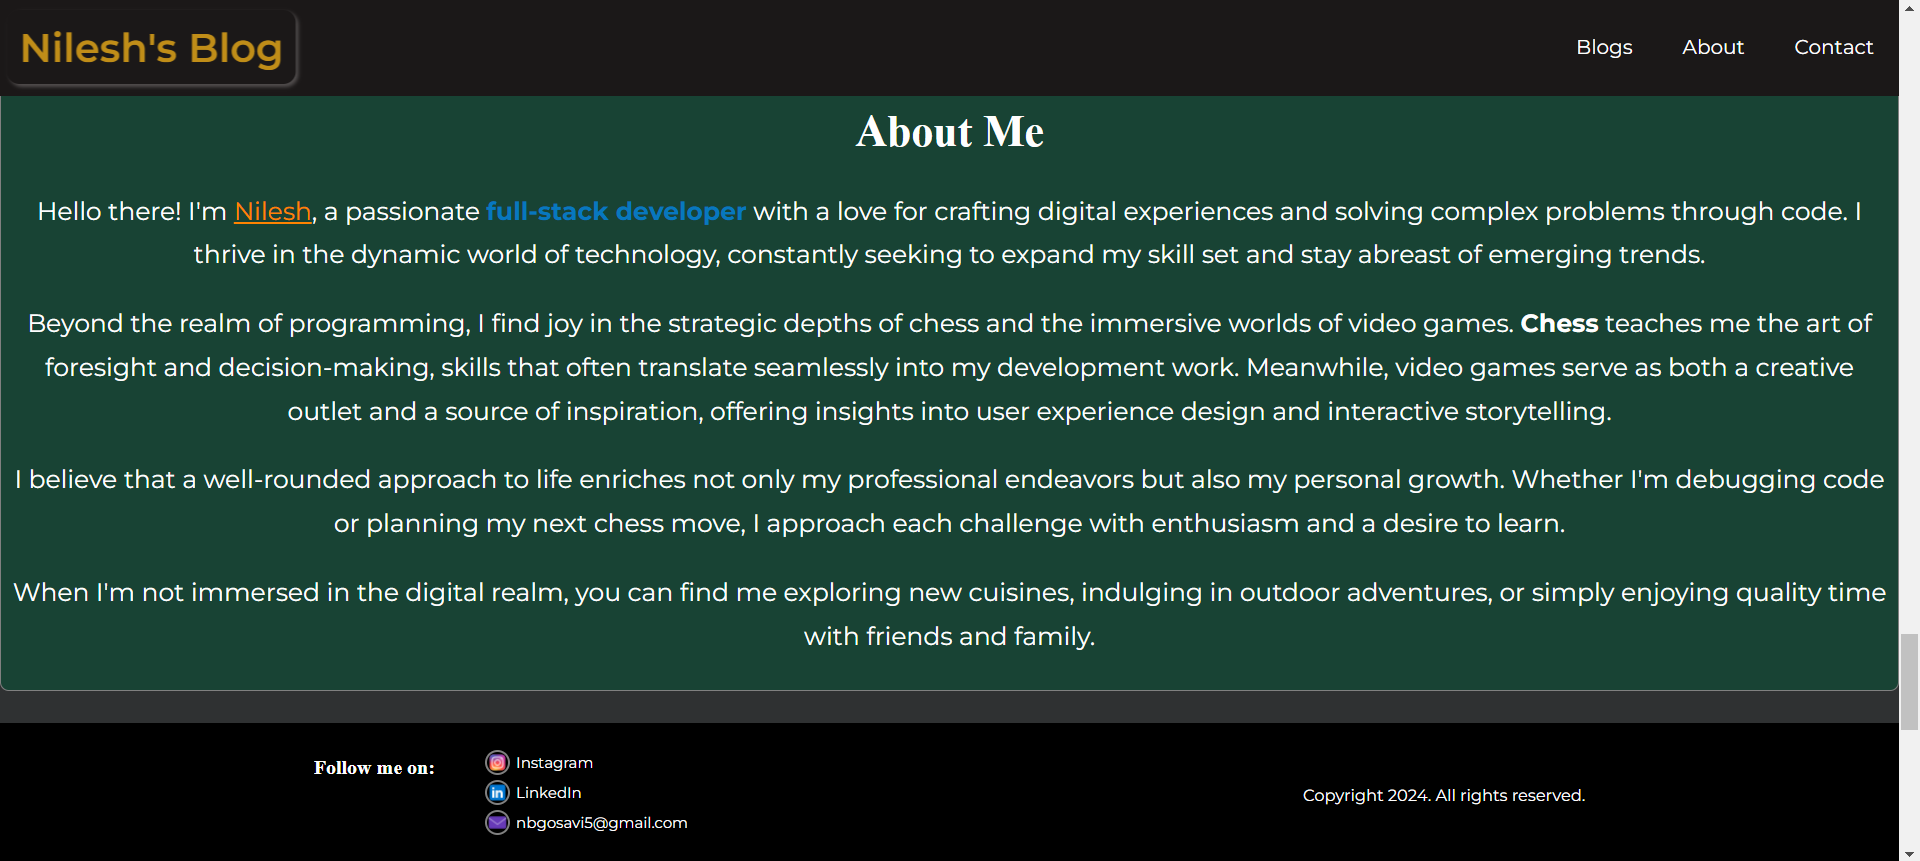 Nilesh's Blog
Blogs
About
Contact
About Me
Hello there! I'm Nilesh, a passionate full-stack developer with a love for crafting digital experiences and solving complex problems through code. I
thrive in the dynamic world of technology, constantly seeking to expand my skill set and stay abreast of emerging trends.
Beyond the realm of programming, I find joy in the strategic depths of chess and the immersive worlds of video games. Chess teaches me the art of
foresight and decision-making, skills that often translate seamlessly into my development work. Meanwhile, video games serve as both a creative
outlet and a source of inspiration, offering insights into user experience design and interactive storytelling.
I believe that a well-rounded approach to life enriches not only my professional endeavors but also my personal growth. Whether I'm debugging code
or planning my next chess move, I approach each challenge with enthusiasm and a desire to learn.
When I'm not immersed in the digital realm, you can find me exploring new cuisines, indulging in outdoor adventures, or simply enjoying quality time
with friends and family.
Follow me on:
Instagram
LinkedIn
nbgosavi5@gmail.com
Copyright 2024. All rights reserved.